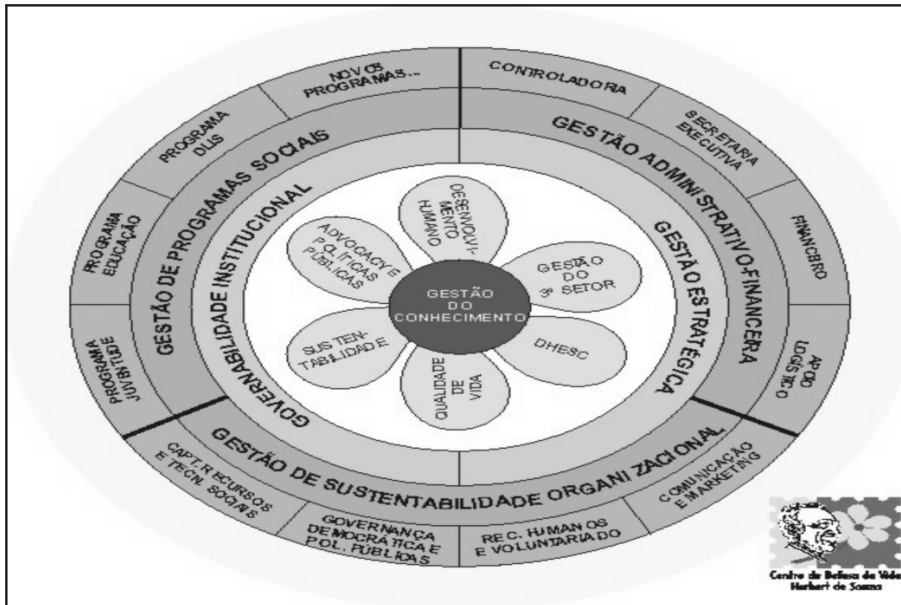 NOVOS
PROGRAMAS...
CONTROLADORIA
PROGRAMA
DLIS
SECRETARIA
EXECUTIVA
PROGRAMA
EDUCAÇÃO
FINANCEIRO
PROGRAMA
JUVENTUDE
APOIO
LOGÍSTICO
CAPT. RECURSOS
E TECN. SOCIAIS
GOVERNANÇA
DEMOCRÁTICA E
POL. PÚBLICAS
REC. HUMANOS
E VOLUNTARIADO
COMUNICAÇÃO
E MARKETING
GESTÃO DE PROGRAMAS SOCIAIS
GESTÃO ADMINISTRATIVO-FINANCEIRA
GESTÃO DE SUSTENTABILIDADE ORGANIZACIONAL
GOVERNABILIDADE INSTITUCIONAL
GESTÃO ESTRATÉGICA
DESENVOLVI-
MENTO
HUMANO
ADVOCACY E
POLÍTICAS
PÚBLICAS
GESTÃO
DO
3º SETOR
SUSTEN-
TABILIDADE
DHESC
QUALIDADE
DE
VIDA
GESTÃO
DO
CONHECIMENTO
Centro de Defesa da Vida
Herbert de Souza